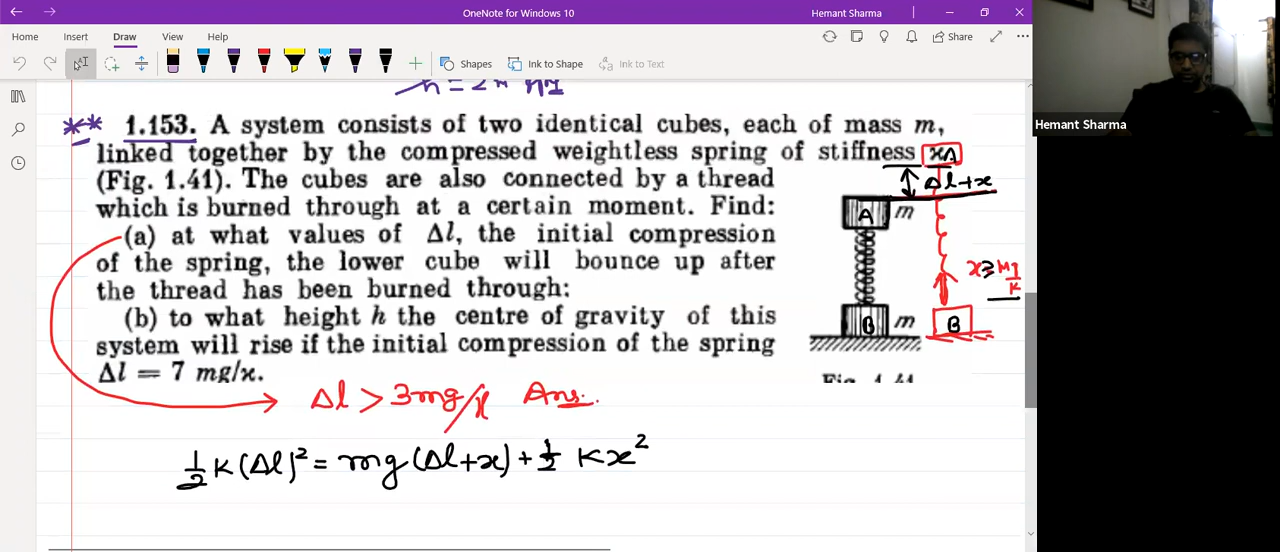 OneNote for Windows 10
Hemant Sharma
Home Insert Draw View Help
Share
Shapes Ink to Shape Ink to Text
** 1.153. A system consists of two identical cubes, each of mass m,
linked together by the compressed weightless spring of stiffness ϰ
(Fig. 1.41). The cubes are also connected by a thread
which is burned through at a certain moment. Find:
(a) at what values of Δl, the initial compression
of the spring, the lower cube will bounce up after
the thread has been burned through:
(b) to what height h the centre of gravity of this
system will rise if the initial compression of the spring
Δl = 7 mg/ϰ.
A
Δl+x
A m
x ≥ mg/K
B m
B
Fig. 1.41
Δl > 3mg/ϰ Ans.
½ K(Δl)² = mg(Δl+x) + ½ Kx²
Hemant Sharma